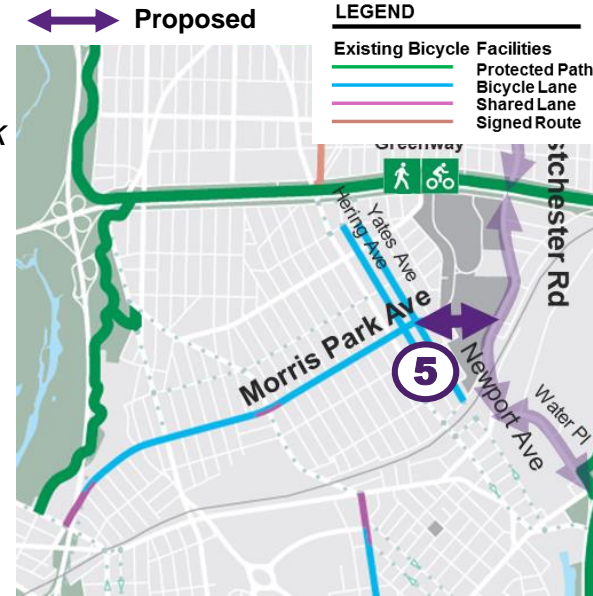 Proposed
LEGEND
Existing Bicycle Facilities
Protected Path
Bicycle Lane
Shared Lane
Signed Route
Greenway
Hering Ave
Yates Ave
stchester Rd
Morris Park Ave
5
Newport Ave
Water Pl